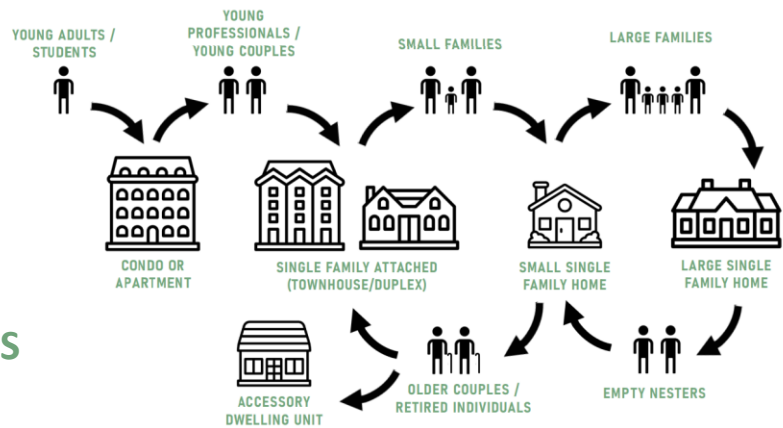 YOUNG ADULTS /
STUDENTS
YOUNG
PROFESSIONALS /
YOUNG COUPLES
SMALL FAMILIES
LARGE FAMILIES
CONDO OR
APARTMENT
SINGLE FAMILY ATTACHED
(TOWNHOUSE/DUPLEX)
SMALL SINGLE
FAMILY HOME
LARGE SINGLE
FAMILY HOME
S
ACCESSORY
DWELLING UNIT
OLDER COUPLES /
RETIRED INDIVIDUALS
EMPTY NESTERS